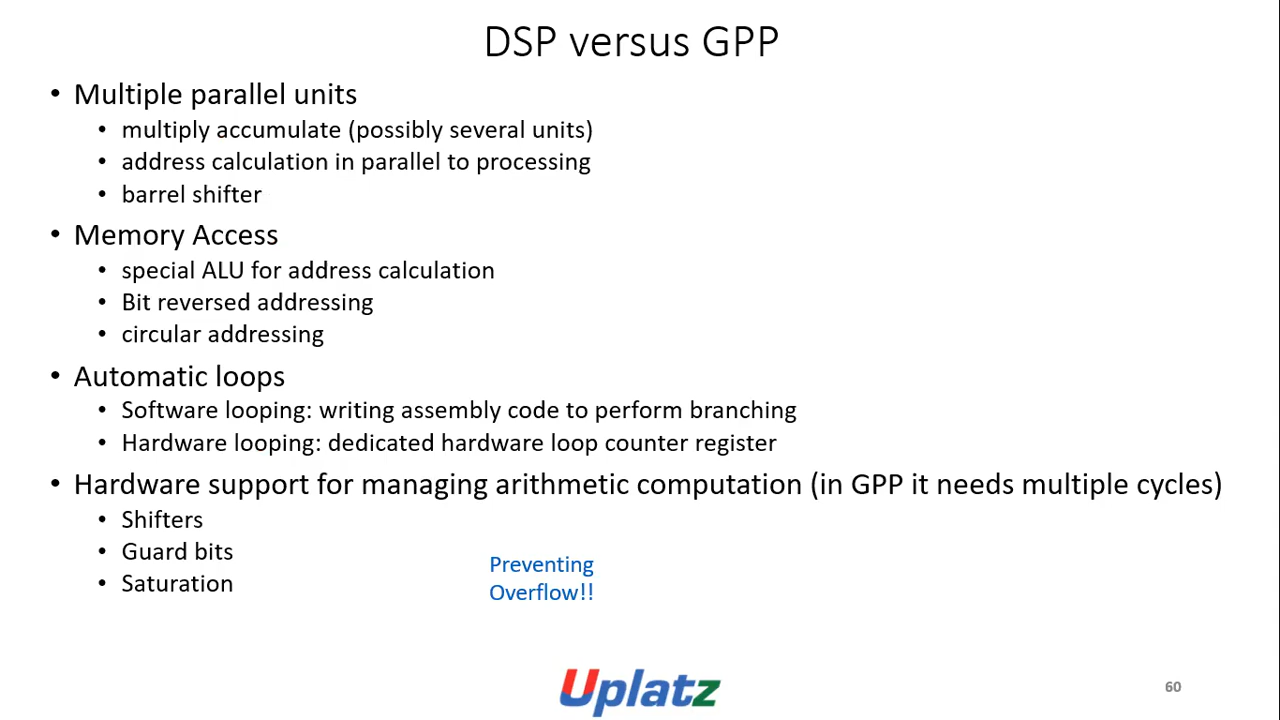 DSP versus GPP
• Multiple parallel units
• multiply accumulate (possibly several units)
• address calculation in parallel to processing
• barrel shifter
• Memory Access
• special ALU for address calculation
• Bit reversed addressing
• circular addressing
• Automatic loops
• Software looping: writing assembly code to perform branching
• Hardware looping: dedicated hardware loop counter register
• Hardware support for managing arithmetic computation (in GPP it needs multiple cycles)
• Shifters
• Guard bits
• Saturation
Preventing
Overflow!!
Uplatz
60